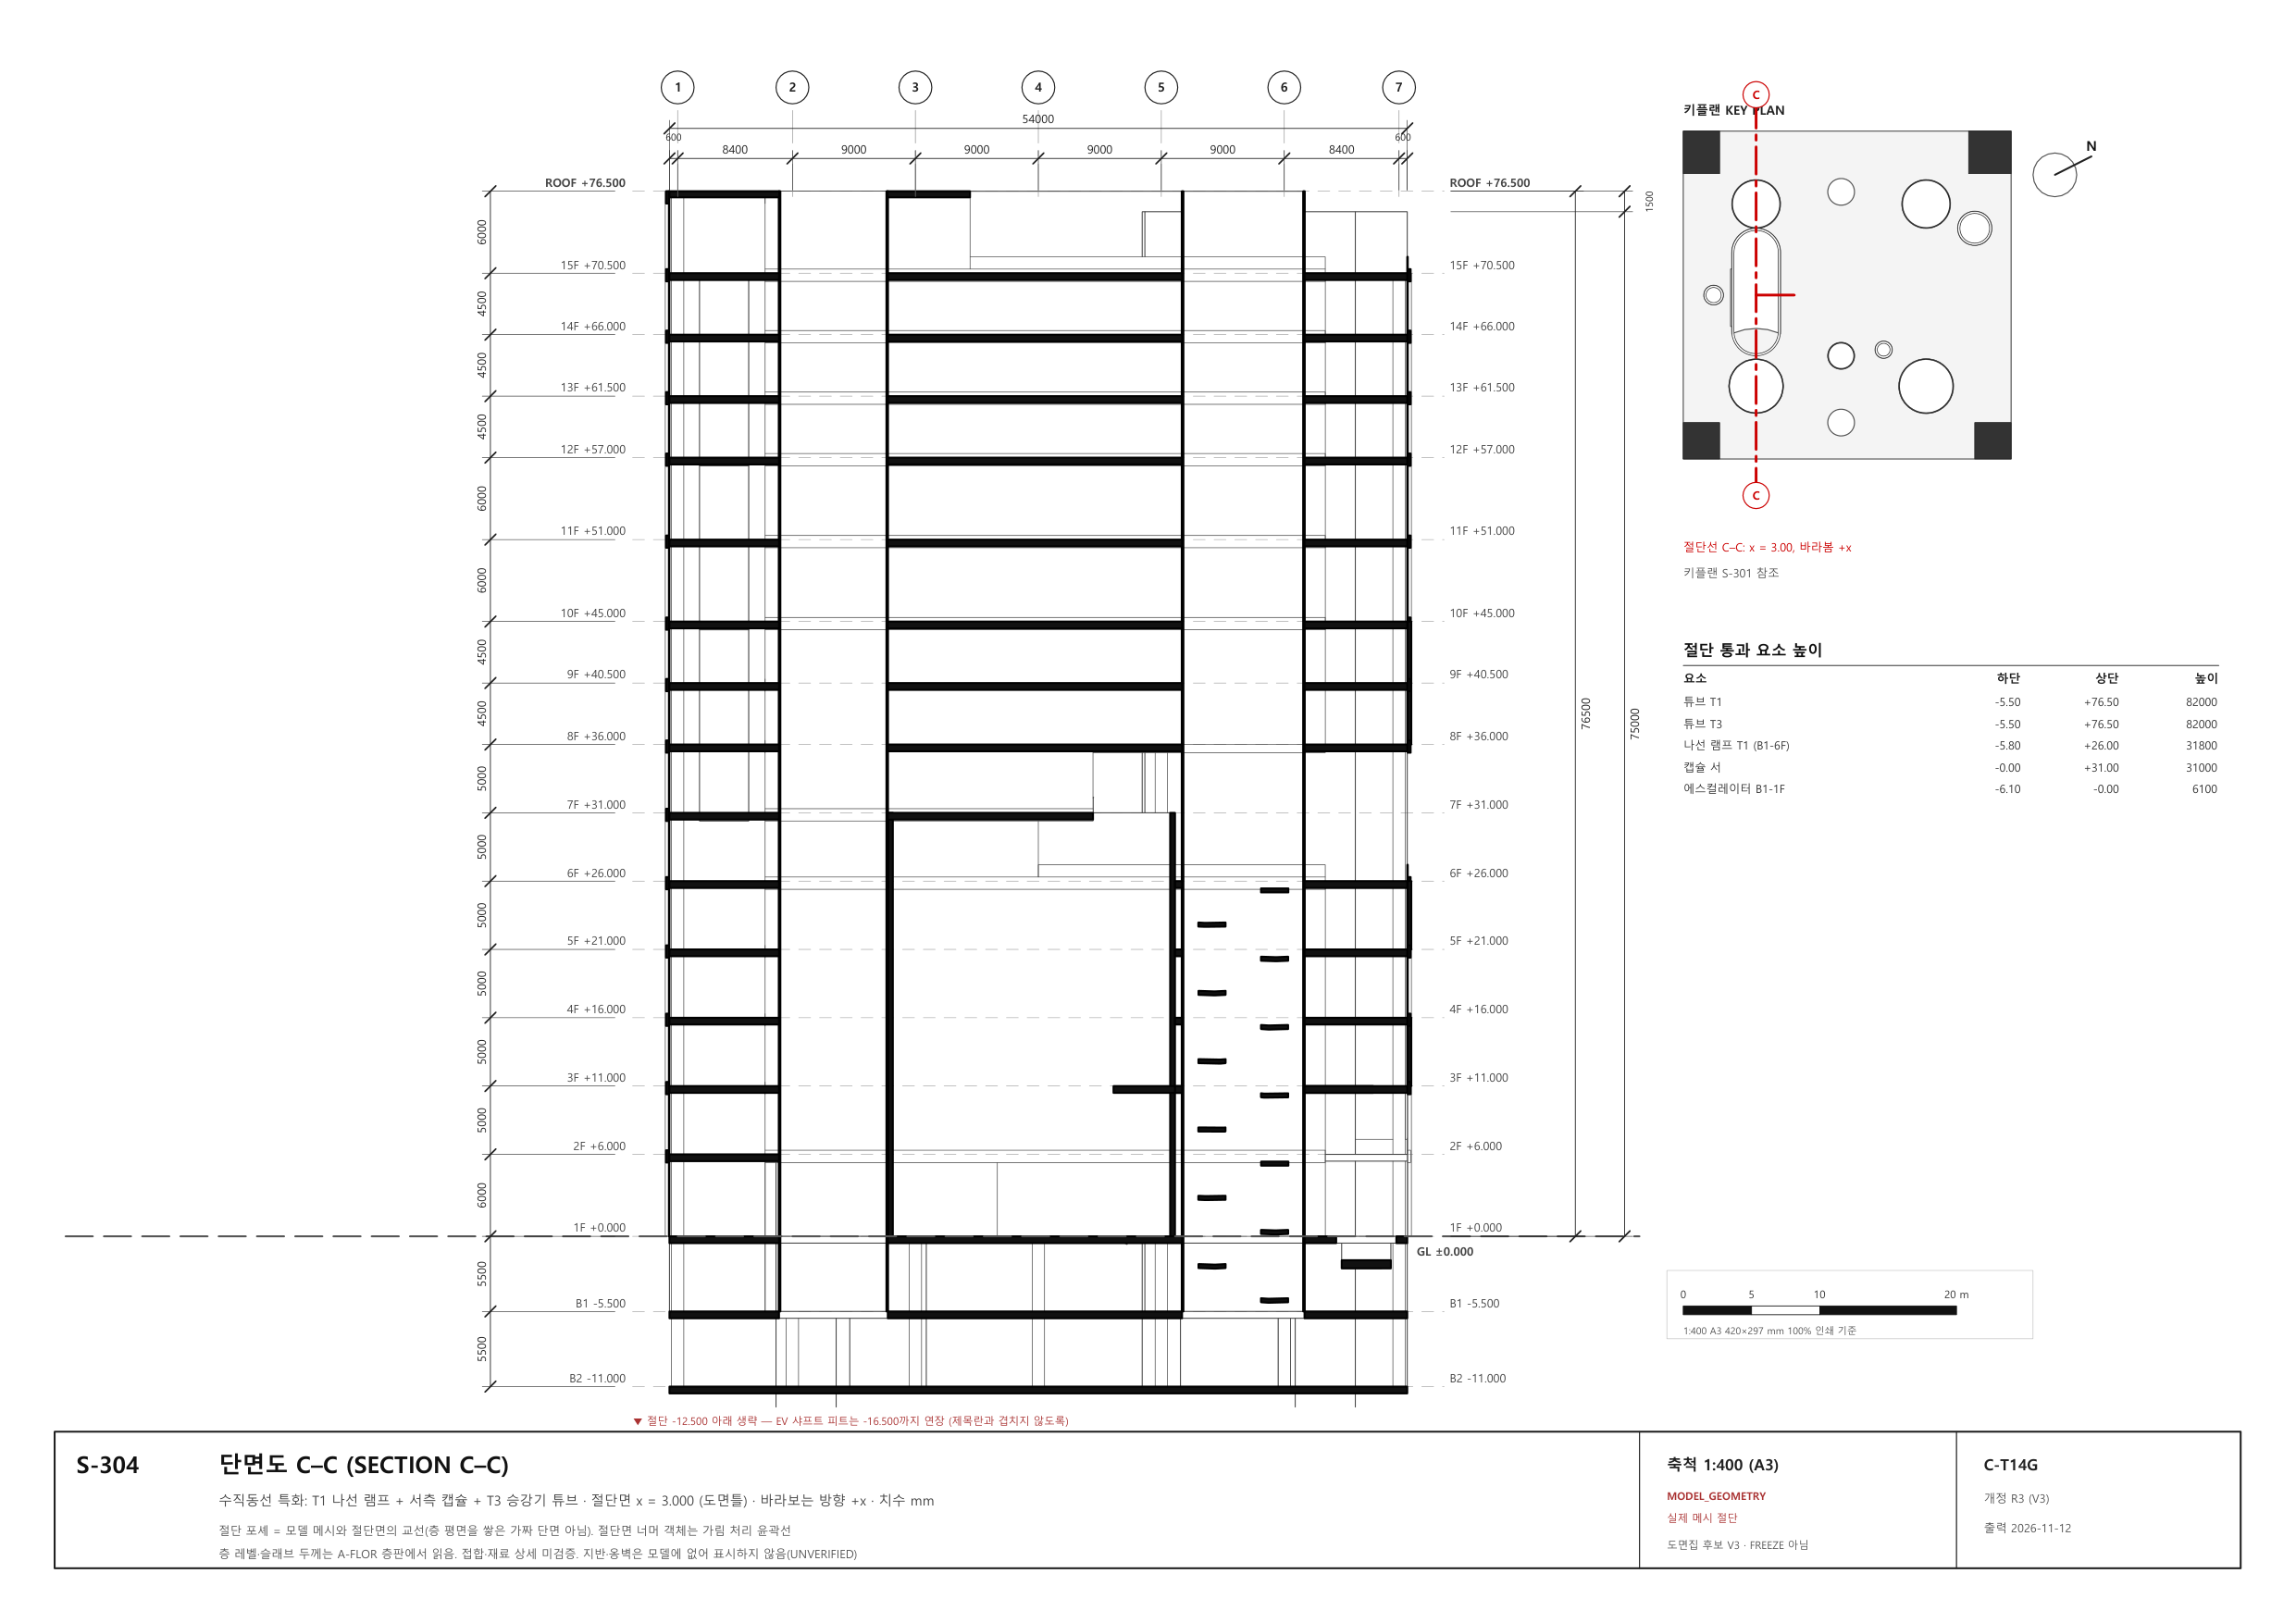 1 2 3 4 5 6 7
54000
600 600
8400 9000 9000 9000 9000 8400
ROOF +76.500
15F +70.500
14F +66.000
13F +61.500
12F +57.000
11F +51.000
10F +45.000
9F +40.500
8F +36.000
7F +31.000
6F +26.000
5F +21.000
4F +16.000
3F +11.000
2F +6.000
1F +0.000
B1 -5.500
B2 -11.000
6000
4500
4500
4500
6000
6000
4500
4500
5000
5000
5000
5000
5000
5000
6000
5500
5500
ROOF +76.500
15F +70.500
14F +66.000
13F +61.500
12F +57.000
11F +51.000
10F +45.000
9F +40.500
8F +36.000
7F +31.000
6F +26.000
5F +21.000
4F +16.000
3F +11.000
2F +6.000
1F +0.000
GL ±0.000
B1 -5.500
B2 -11.000
1500
76500
75000
▼ 절단 -12.500 아래 생략 — EV 샤프트 피트는 -16.500까지 연장 (제목란과 겹치지 않도록)
C
키플랜 KEY PLAN
N
C
절단선 C–C: x = 3.00, 바라봄 +x
키플랜 S-301 참조
절단 통과 요소 높이
요소 하단 상단 높이
튜브 T1 -5.50 +76.50 82000
튜브 T3 -5.50 +76.50 82000
나선 램프 T1 (B1-6F) -5.80 +26.00 31800
캡슐 서 -0.00 +31.00 31000
에스컬레이터 B1-1F -6.10 -0.00 6100
0 5 10 20 m
1:400 A3 420×297 mm 100% 인쇄 기준
S-304
단면도 C–C (SECTION C–C)
수직동선 특화: T1 나선 램프 + 서측 캡슐 + T3 승강기 튜브 · 절단면 x = 3.000 (도면틀) · 바라보는 방향 +x · 치수 mm
절단 포셰 = 모델 메시와 절단면의 교선(층 평면을 쌓은 가짜 단면 아님). 절단면 너머 객체는 가림 처리 윤곽선
층 레벨·슬래브 두께는 A-FLOR 층판에서 읽음. 접합·재료 상세 미검증. 지반·옹벽은 모델에 없어 표시하지 않음(UNVERIFIED)
축척 1:400 (A3)
MODEL_GEOMETRY
실제 메시 절단
도면집 후보 V3 · FREEZE 아님
C-T14G
개정 R3 (V3)
출력 2026-11-12